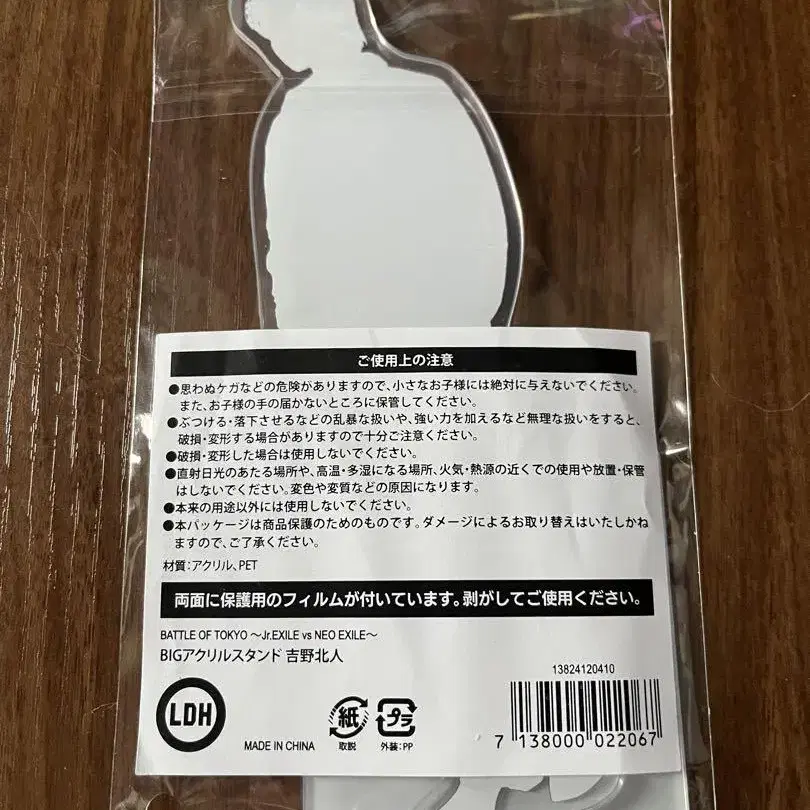 ご使用上の注意
●思わぬケガなどの危険がありますので、小さなお子様には絶対に与えないでください。
また、お子様の手の届かないところに保管してください。
●ぶつける・落下させるなどの乱暴な扱いや、強い力を加えるなど無理な扱いをすると、
破損・変形する場合がありますので十分ご注意ください。
●破損・変形した場合は使用しないでください。
●直射日光のあたる場所や、高温・多湿になる場所、火気・熱源の近くでの使用や放置・保管
はしないでください。変色や変質などの原因になります。
●本来の用途以外には使用しないでください。
●本パッケージは商品保護のためのものです。ダメージによるお取り替えはいたしかね
ますので、ご了承ください。
材質：アクリル、PET
両面に保護用のフィルムが付いています。剥がしてご使用ください。
BATTLE OF TOKYO 〜Jr.EXILE vs NEO EXILE〜
BIGアクリルスタンド 吉野北人
13824120410
LDH
MADE IN CHINA
紙
取説
プラ
外装：PP
7 138000 022067